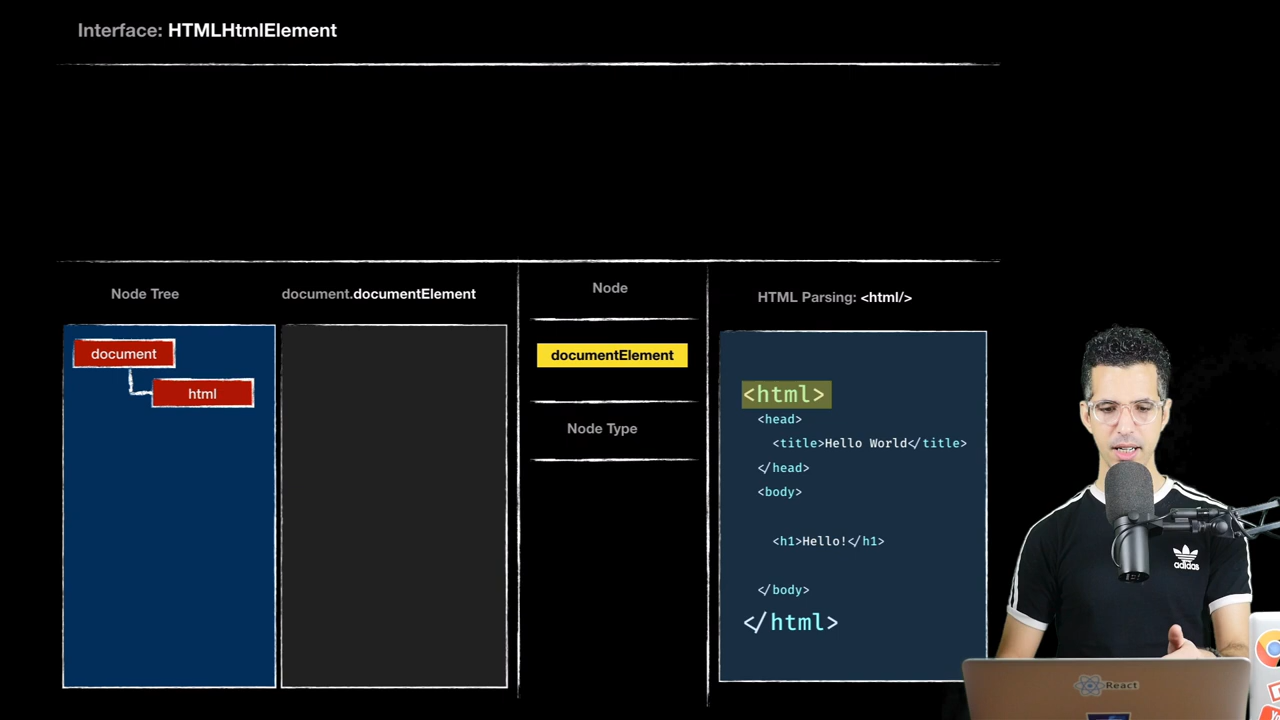 Interface: HTMLHtmlElement
Node Tree
document.documentElement
document
html
Node
documentElement
Node Type
HTML Parsing: <html/>
<html>
<head>
<title>Hello World</title>
</head>
<body>
<h1>Hello!</h1>
</body>
</html>
adidas
React